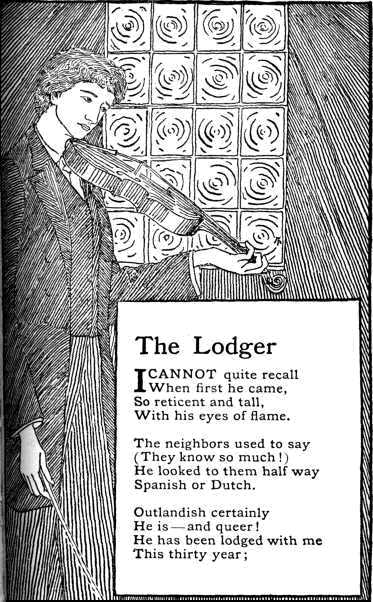 The Lodger
I CANNOT quite recall
When first he came,
So reticent and tall,
With his eyes of flame.
The neighbors used to say
(They know so much!)
He looked to them half way
Spanish or Dutch.
Outlandish certainly
He is—and queer!
He has been lodged with me
This thirty year;